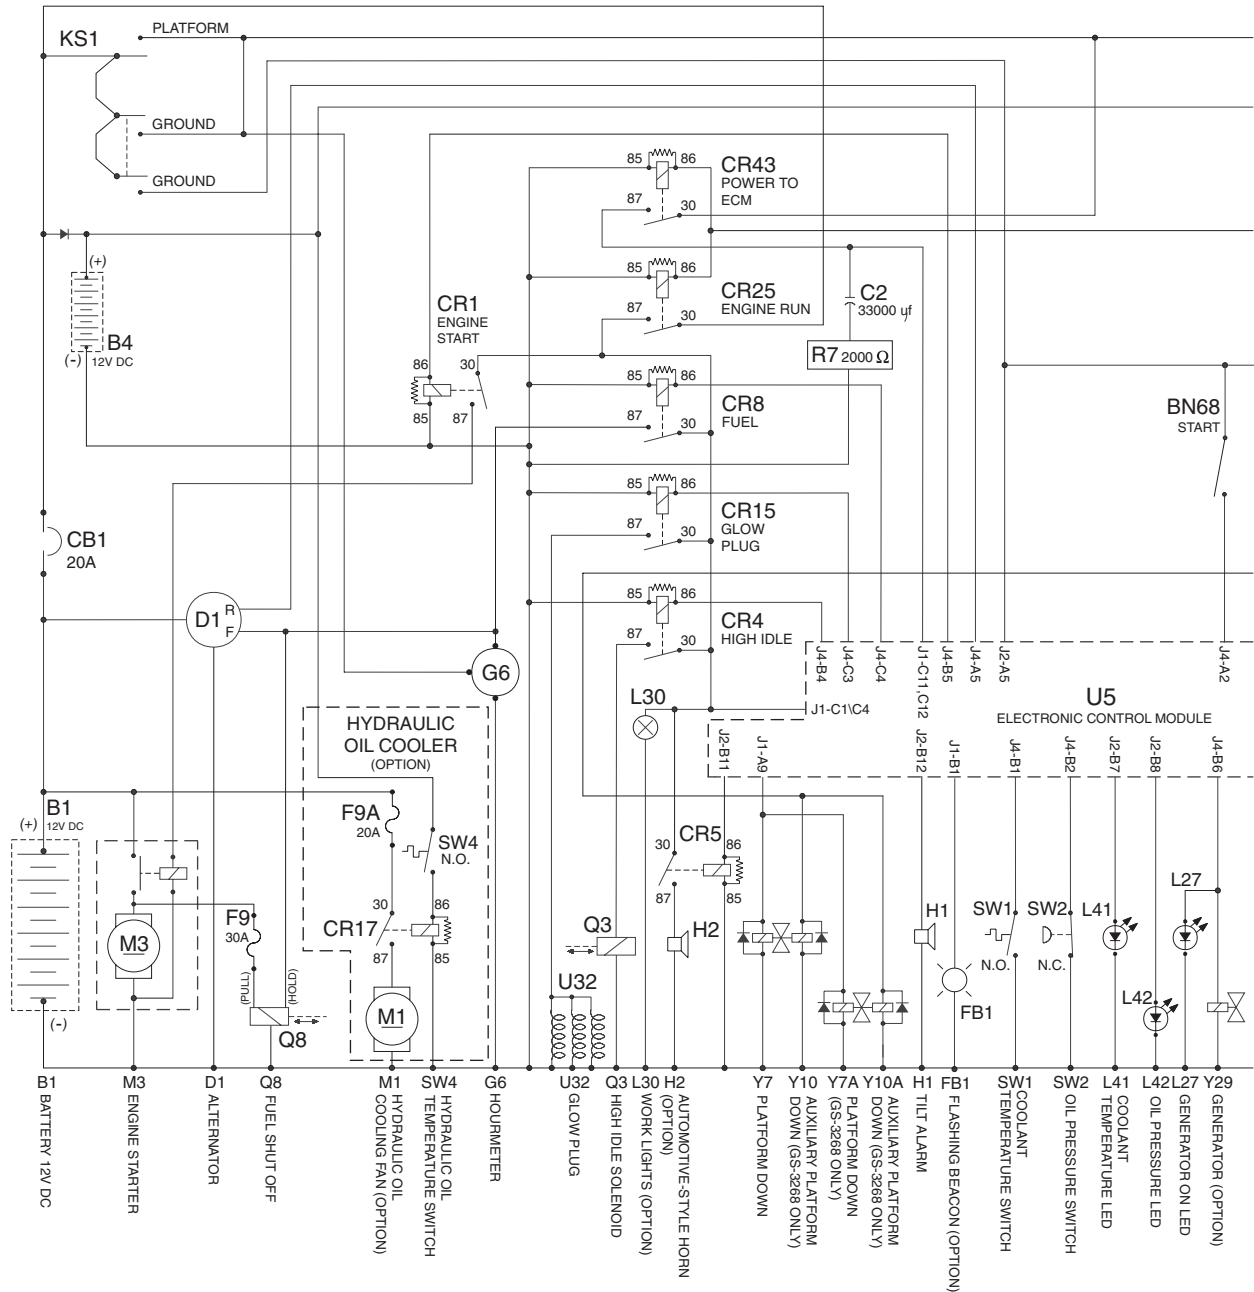 KS1
PLATFORM
GROUND
GROUND
(+)
B4
(-) 12V DC
CR1
ENGINE
START
86
30
85
87
85
86
CR43
POWER TO
ECM
87
30
85
86
CR25
ENGINE RUN
87
30
C2
33000 uf
R7 2000 Ω
85
86
CR8
FUEL
87
30
BN68
START
85
86
CR15
GLOW
PLUG
87
30
CB1
20A
85
86
CR4
HIGH IDLE
87
30
D1
R
F
G6
J4-B4
J4-C3
J4-C4
J1-C11,C12
J4-B5
J4-A5
J2-A5
J4-A2
U5
ELECTRONIC CONTROL MODULE
J1-C1\C4
J2-B11
J1-A9
J2-B12
J1-B1
J4-B1
J4-B2
J2-B7
J2-B8
J4-B6
L30
HYDRAULIC
OIL COOLER
(OPTION)
B1
(+) 12V DC
(-)
F9A
20A
SW4
N.O.
CR17
30
87
86
85
M1
M3
F9
30A
(PULL)
(HOLD)
Q8
CR5
30
87
86
85
H2
Q3
U32
H1
FB1
SW1
N.O.
SW2
N.C.
L41
L42
L27
B1
M3
D1
Q8
M1
SW4
G6
U32
Q3
L30
H2
Y7
Y10
Y7A
Y10A
H1
FB1
SW1
SW2
L41
L42
L27
Y29
BATTERY 12V DC
ENGINE STARTER
ALTERNATOR
FUEL SHUT OFF
HYDRAULIC OIL
COOLING FAN (OPTION)
HYDRAULIC OIL
TEMPERATURE SWITCH
HOURMETER
GLOW PLUG
HIGH IDLE SOLENOID
WORK LIGHTS (OPTION)
AUTOMOTIVE-STYLE HORN
(OPTION)
PLATFORM DOWN
AUXILIARY PLATFORM
DOWN (GS-3268 ONLY)
PLATFORM DOWN
(GS-3268 ONLY)
AUXILIARY PLATFORM
DOWN (GS-3268 ONLY)
TILT ALARM
FLASHING BEACON (OPTION)
COOLANT
TEMPERATURE SWITCH
OIL PRESSURE SWITCH
COOLANT
TEMPERATURE LED
OIL PRESSURE LED
GENERATOR ON LED
GENERATOR (OPTION)